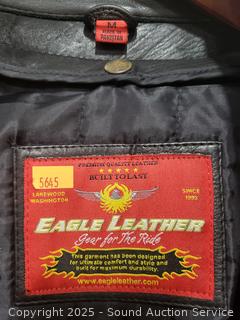 M
MADE IN
PAKISTAN
PREMIUM QUALITY LEATHER
BUILT TO LAST
5645
LAKEWOOD
WASHINGTON
SINCE
1992
EAGLE LEATHER
Gear for The Ride
This garment has been designed
for ultimate comfort and style and
built for maximum durability.
www.eagleleather.com
Copyright 2025 - Sound Auction Service